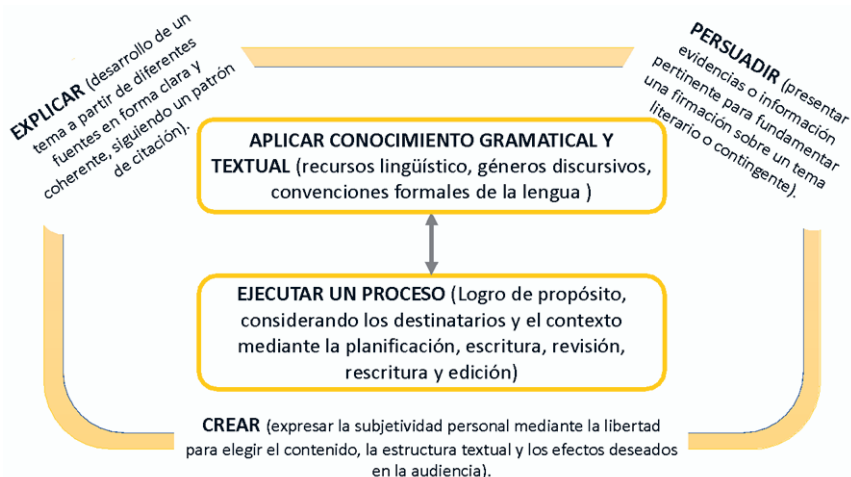 EXPLICAR (desarrollo de un
tema a partir de diferentes
fuentes en forma clara y
coherente, siguiendo un patrón
de citación).
PERSUADIR (presentar
evidencias o información
pertinente para fundamentar
una firmación sobre un tema
literario o contingente).
APLICAR CONOCIMIENTO GRAMATICAL Y
TEXTUAL (recursos lingüístico, géneros discursivos,
convenciones formales de la lengua )
EJECUTAR UN PROCESO (Logro de propósito,
considerando los destinatarios y el contexto
mediante la planificación, escritura, revisión,
rescritura y edición)
CREAR (expresar la subjetividad personal mediante la libertad
para elegir el contenido, la estructura textual y los efectos deseados
en la audiencia).